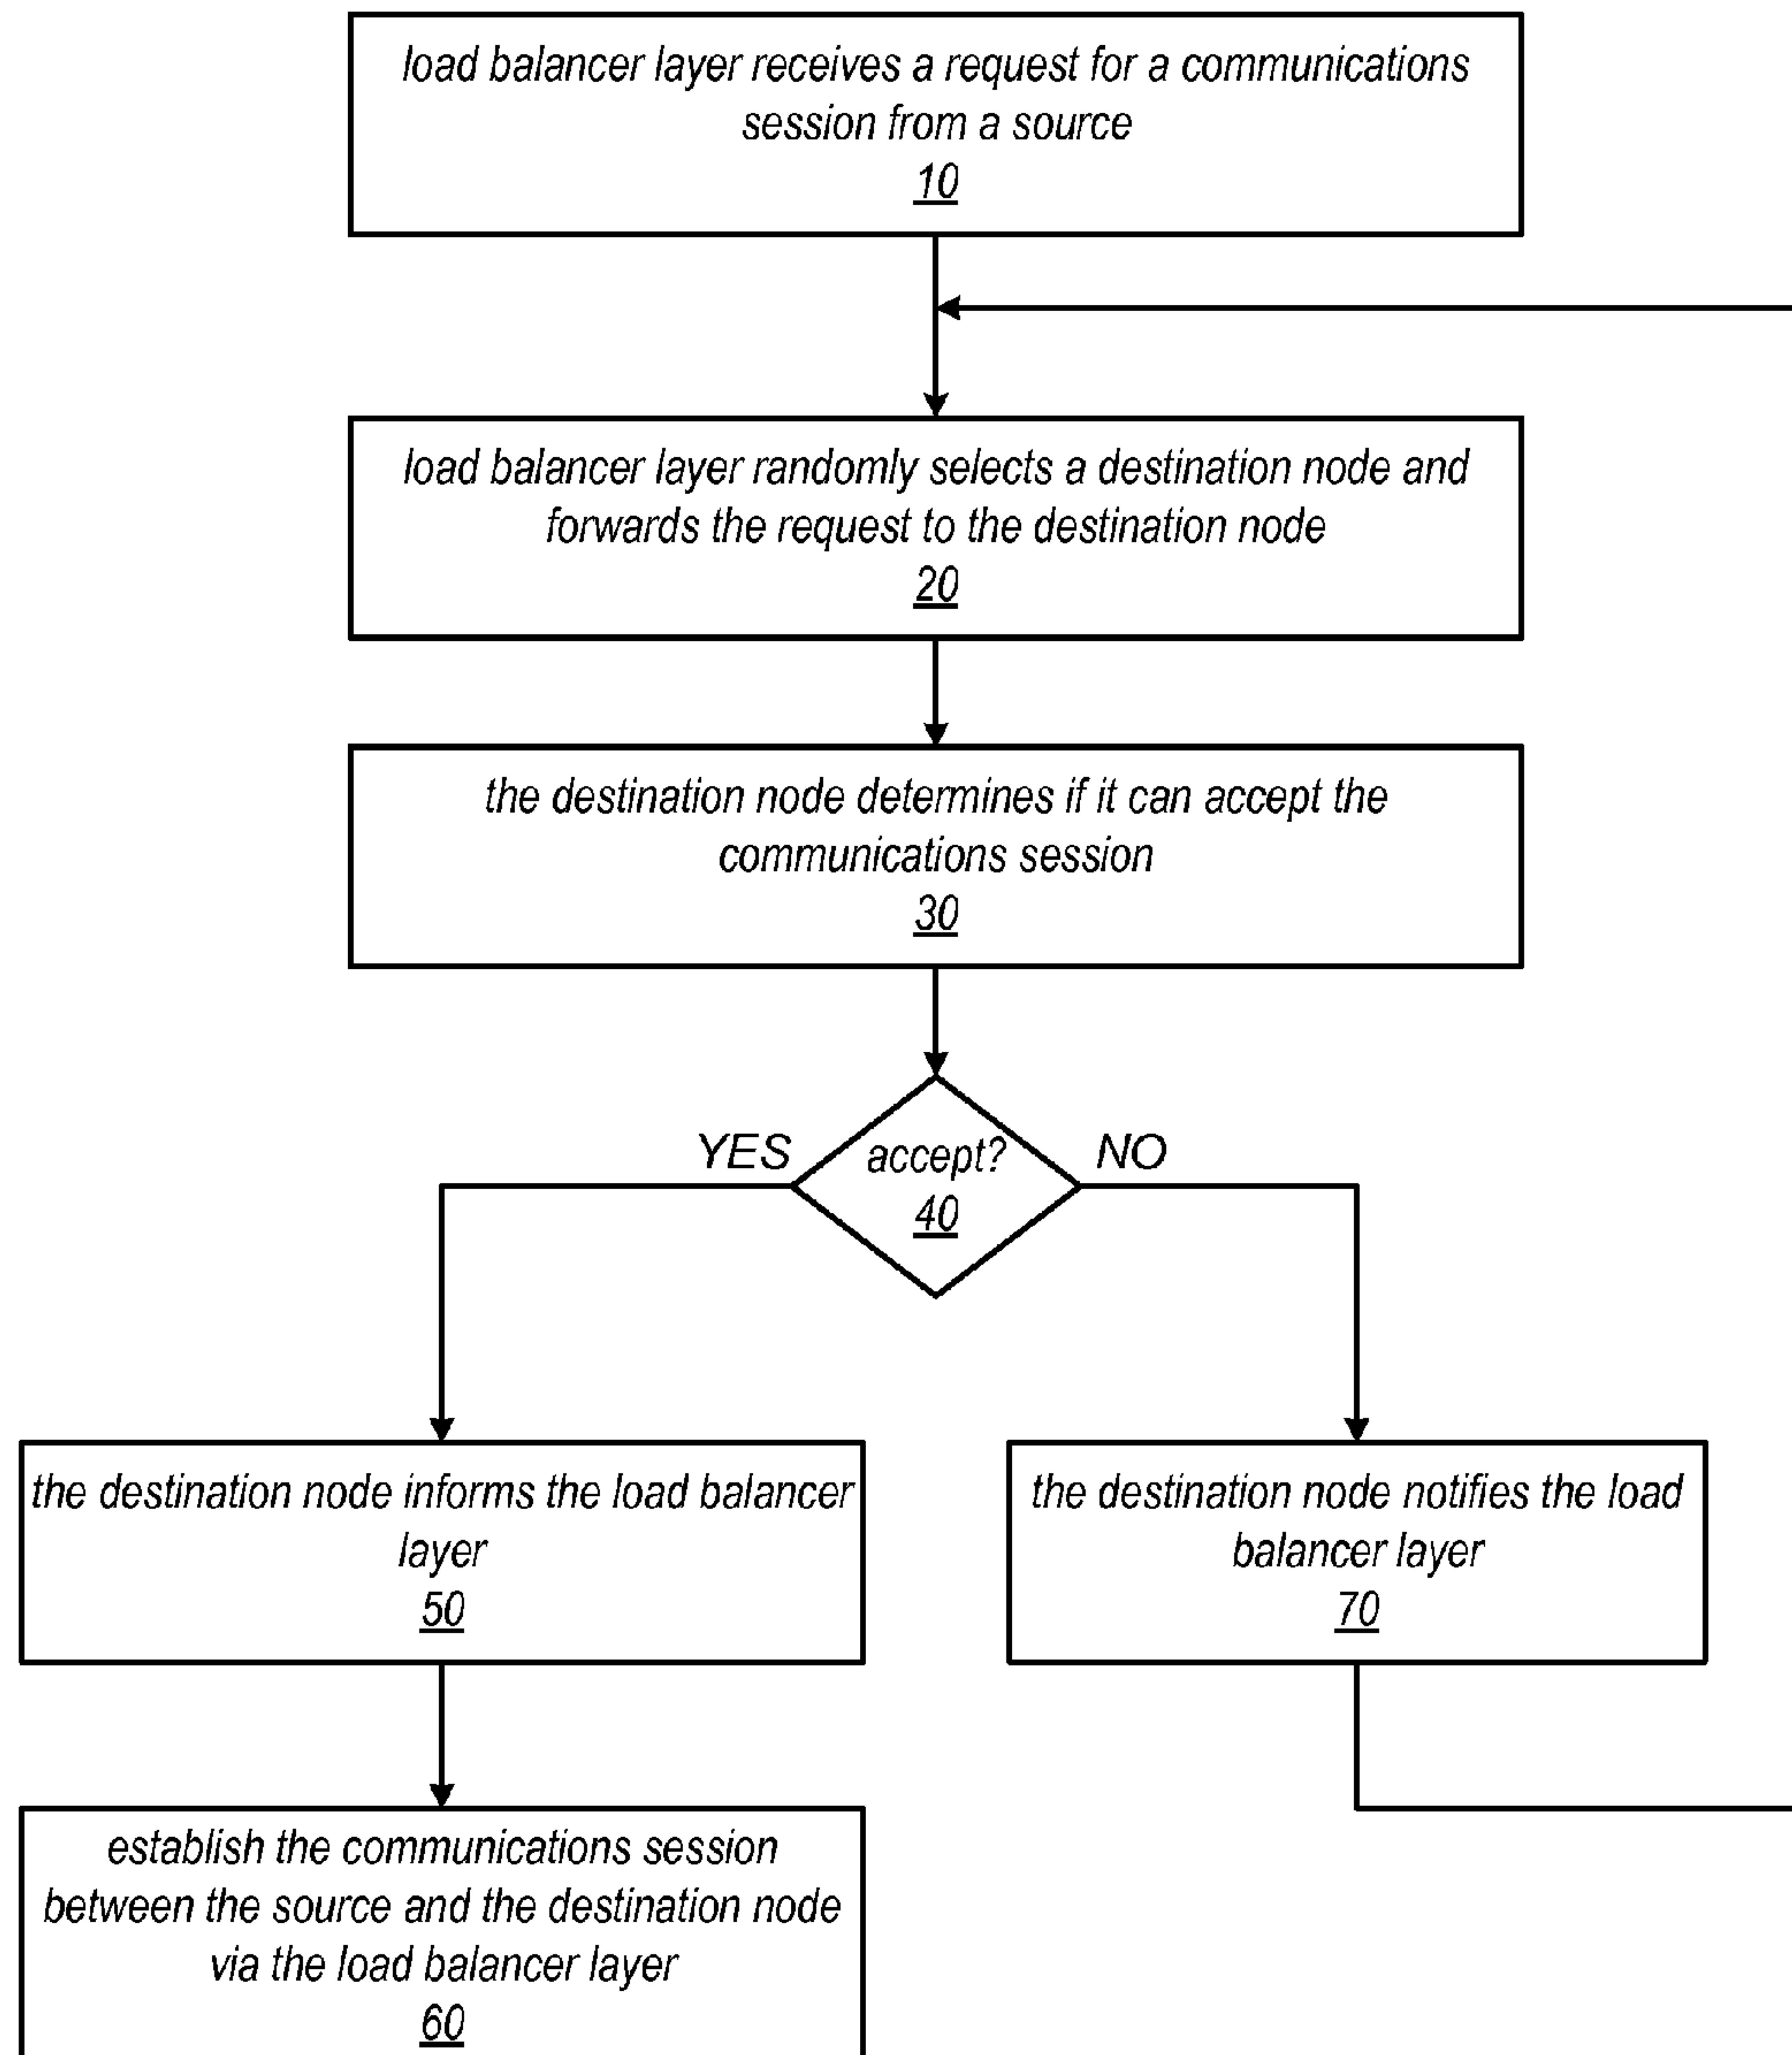 load balancer layer receives a request for a communications
session from a source
10
load balancer layer randomly selects a destination node and
forwards the request to the destination node
20
the destination node determines if it can accept the
communications session
30
YES
accept?
NO
40
the destination node informs the load balancer
layer
50
the destination node notifies the load
balancer layer
70
establish the communications session
between the source and the destination node
via the load balancer layer
60